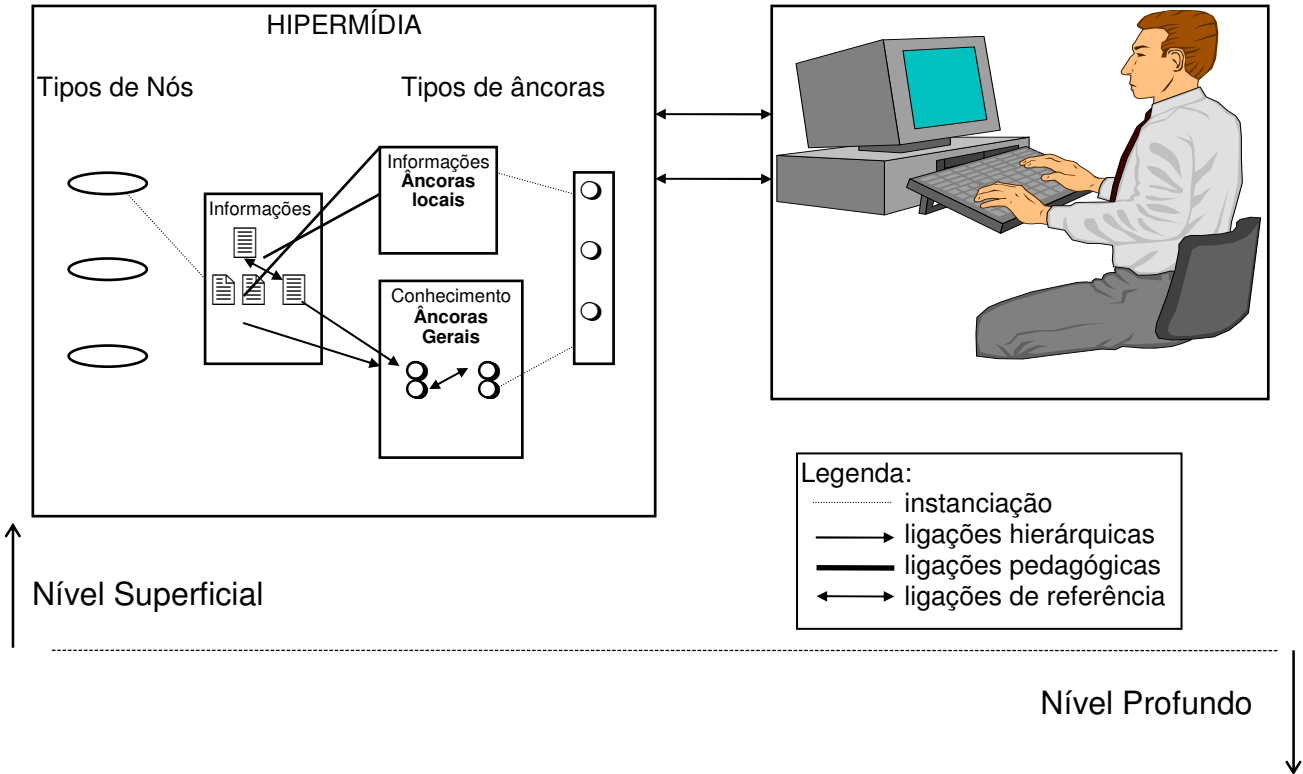 HIPERMÍDIA
Tipos de Nós
Tipos de âncoras
Informações
Informações
Âncoras
locais
Conhecimento
Âncoras
Gerais
Legenda:
instanciação
ligações hierárquicas
ligações pedagógicas
ligações de referência
Nível Superficial
Nível Profundo